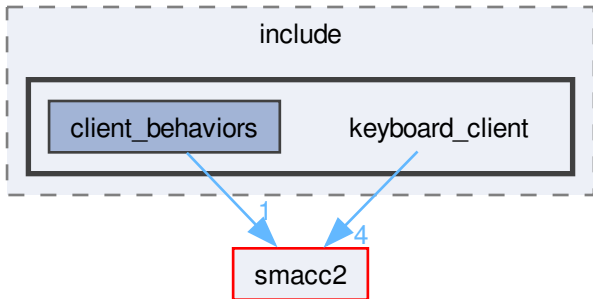 include
client_behaviors
keyboard_client
1
4
smacc2